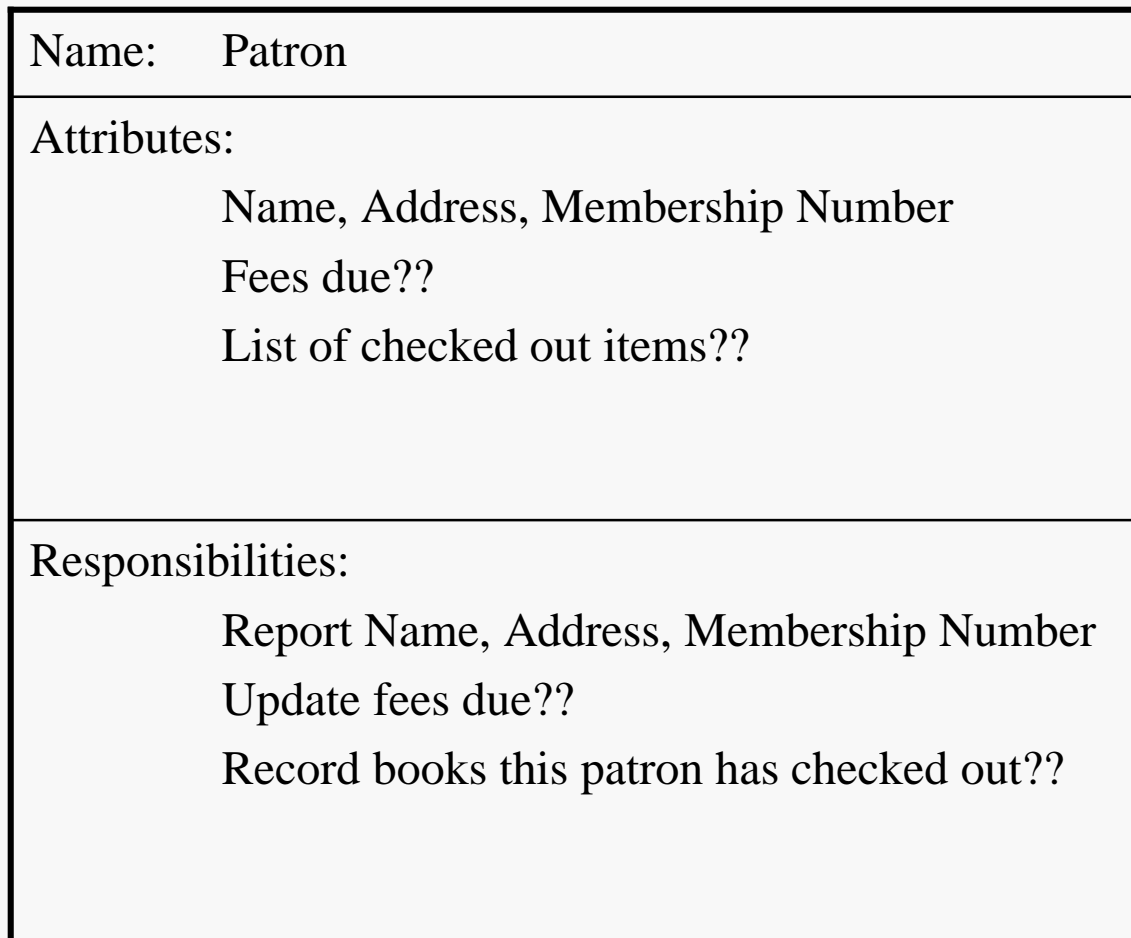 Name: Patron
Attributes:
Name, Address, Membership Number
Fees due??
List of checked out items??
Responsibilities:
Report Name, Address, Membership Number
Update fees due??
Record books this patron has checked out??